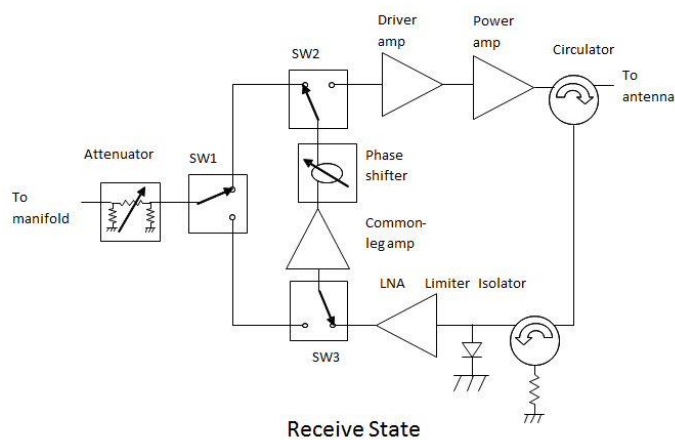 Driver
amp
Power
amp
Circulator
SW2
To
antenna
Attenuator
SW1
Phase
shifter
To
manifold
Common-
leg amp
LNA Limiter Isolator
SW3
Receive State